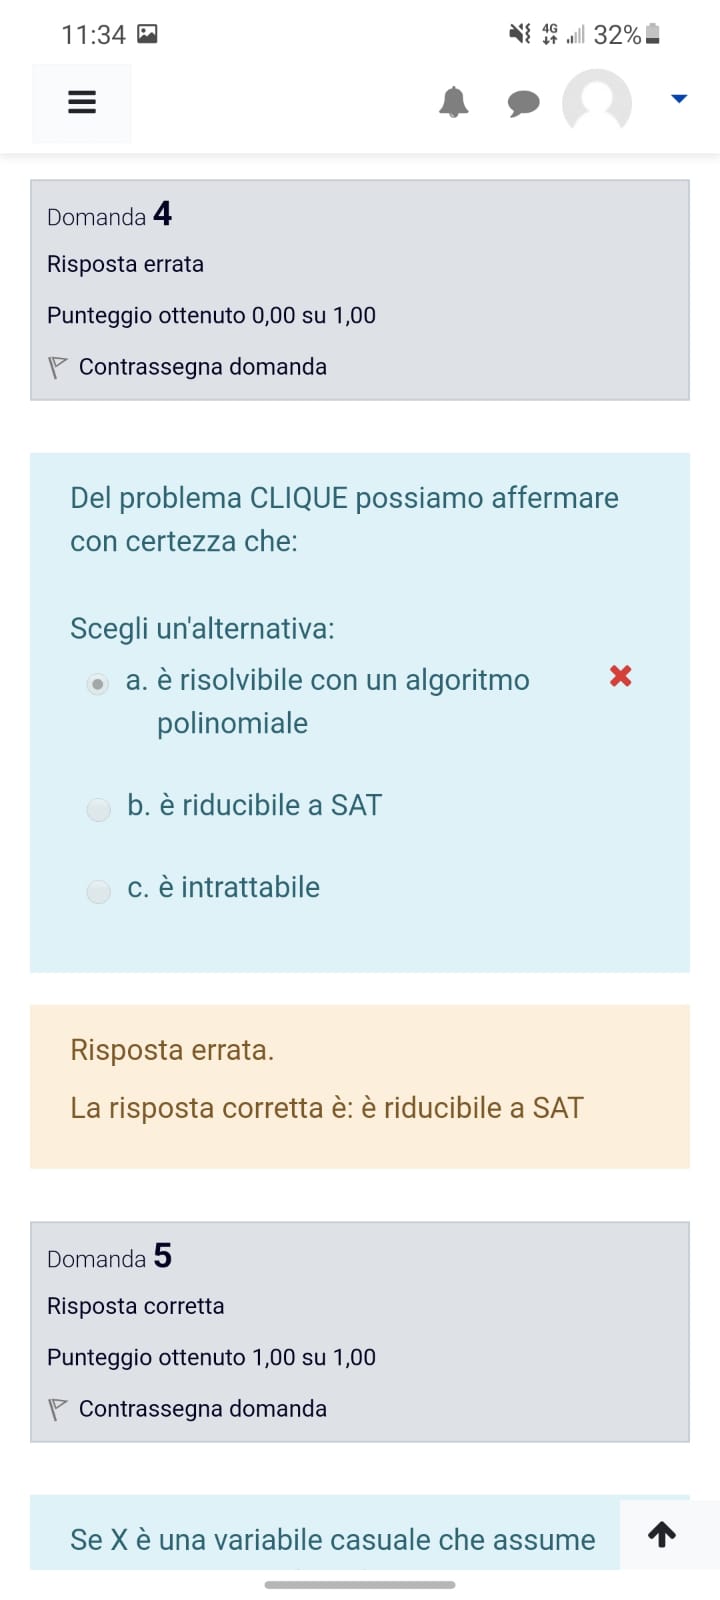 11:34 4G 32%
Domanda 4
Risposta errata
Punteggio ottenuto 0,00 su 1,00
Contrassegna domanda
Del problema CLIQUE possiamo affermare
con certezza che:
Scegli un'alternativa:
a. è risolvibile con un algoritmo
polinomiale
b. è riducibile a SAT
c. è intrattabile
Risposta errata.
La risposta corretta è: è riducibile a SAT
Domanda 5
Risposta corretta
Punteggio ottenuto 1,00 su 1,00
Contrassegna domanda
Se X è una variabile casuale che assume